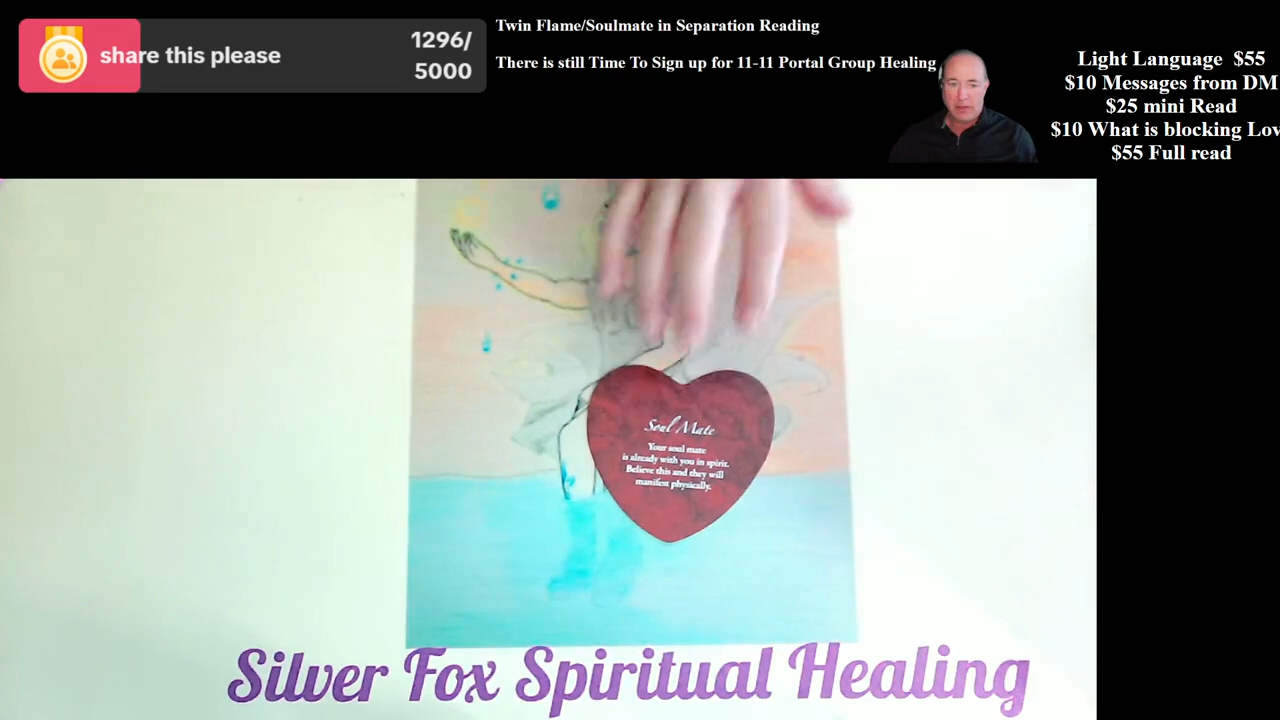 share this please
1296/
5000
Twin Flame/Soulmate in Separation Reading
There is still Time To Sign up for 11-11 Portal Group Healing
Light Language $55
$10 Messages from DM
$25 mini Read
$10 What is blocking Lov
$55 Full read
Soul Mate
Your soul mate
is already with you in spirit.
Believe this and they will
manifest physically.
Silver Fox Spiritual Healing